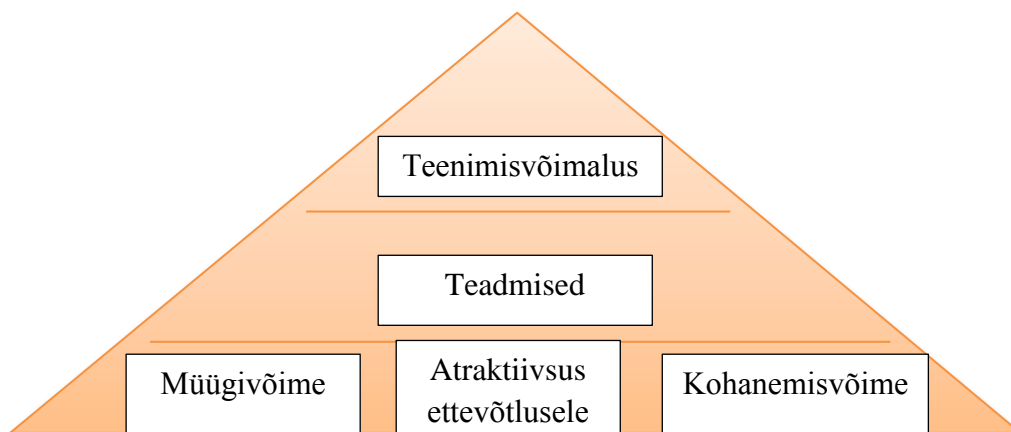 Teenimisvõimalus
Teadmised
Müügivõime
Atraktiivsus
ettevõtlusele
Kohanemisvõime